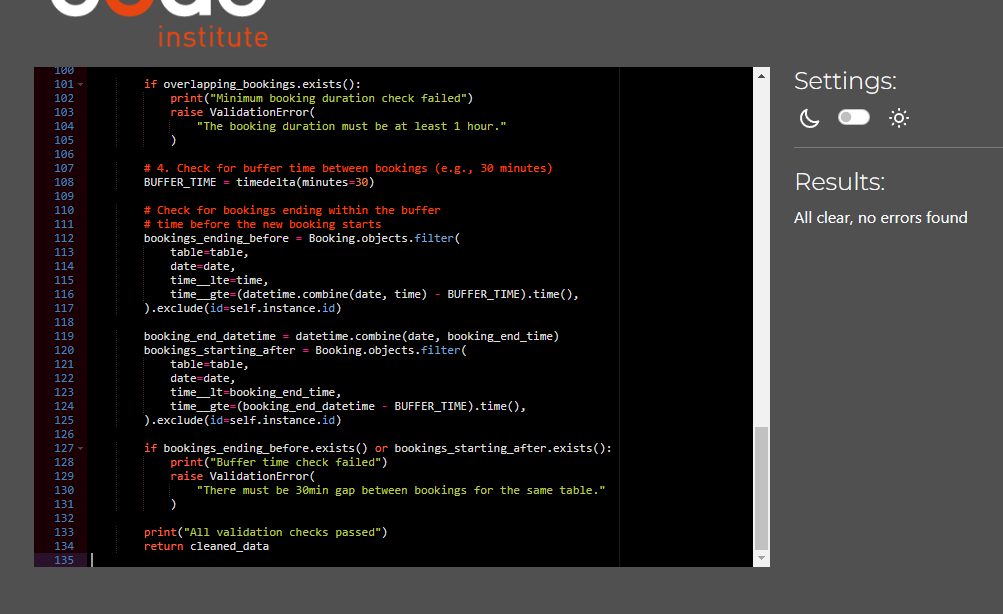 institute
100
101 if overlapping_bookings.exists():
102 print("Minimum booking duration check failed")
103 raise ValidationError(
104 "The booking duration must be at least 1 hour."
105 )
106
107 # 4. Check for buffer time between bookings (e.g., 30 minutes)
108 BUFFER_TIME = timedelta(minutes=30)
109
110 # Check for bookings ending within the buffer
111 # time before the new booking starts
112 bookings_ending_before = Booking.objects.filter(
113 table=table,
114 date=date,
115 time__lte=time,
116 time__gte=(datetime.combine(date, time) - BUFFER_TIME).time(),
117 ).exclude(id=self.instance.id)
118
119 booking_end_datetime = datetime.combine(date, booking_end_time)
120 bookings_starting_after = Booking.objects.filter(
121 table=table,
122 date=date,
123 time__lt=booking_end_time,
124 time__gte=(booking_end_datetime - BUFFER_TIME).time(),
125 ).exclude(id=self.instance.id)
126
127 if bookings_ending_before.exists() or bookings_starting_after.exists():
128 print("Buffer time check failed")
129 raise ValidationError(
130 "There must be 30min gap between bookings for the same table."
131 )
132
133 print("All validation checks passed")
134 return cleaned_data
135
Settings:
Results:
All clear, no errors found